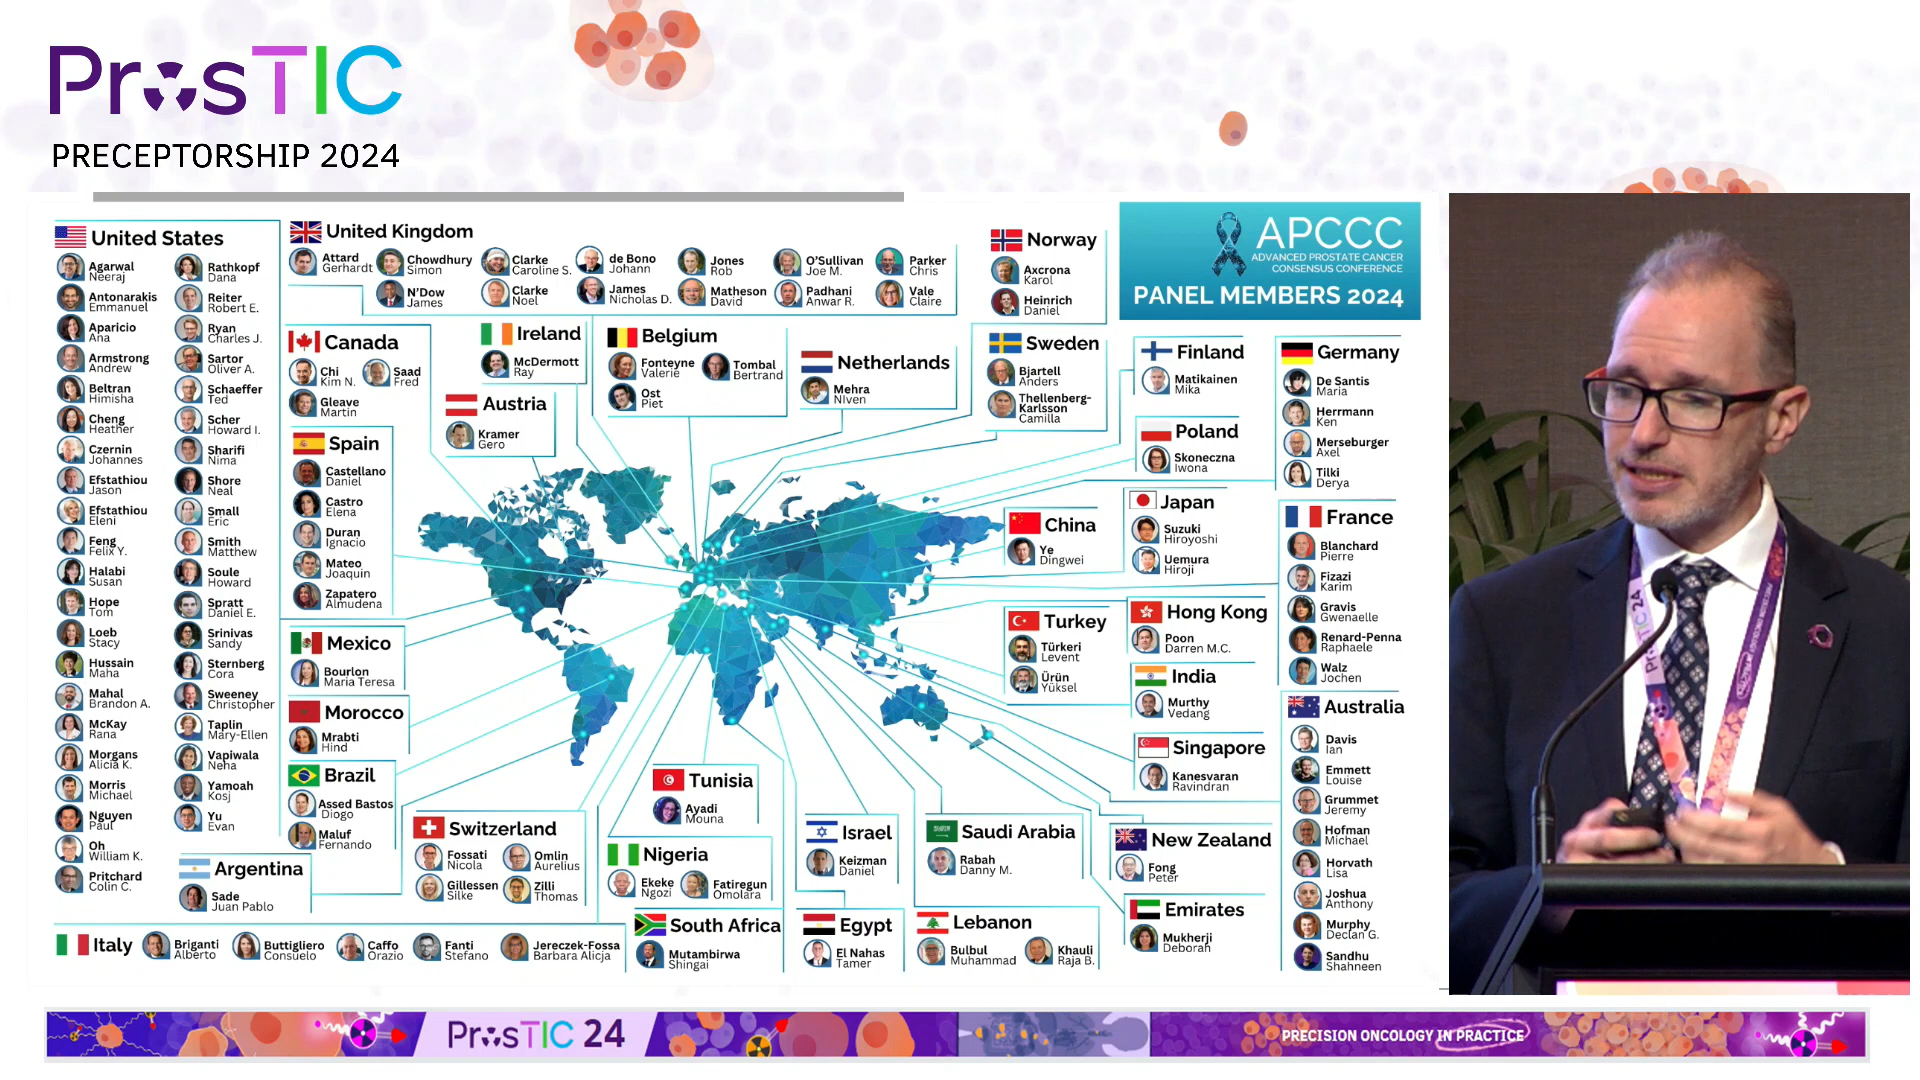 ProsTIC
PRECEPTORSHIP 2024
United States
Agarwal
Neeraj
Antonarakis
Emmanuel
Aparicio
Ana
Armstrong
Andrew
Beltran
Himisha
Cheng
Heather
Czernin
Johannes
Efstathiou
Jason
Efstathiou
Eleni
Feng
Felix Y.
Halabi
Susan
Hope
Tom
Loeb
Stacy
Hussain
Maha
Mahal
Brandon A.
McKay
Rana
Morgans
Alicia K.
Morris
Michael
Nguyen
Paul
Oh
William K.
Pritchard
Colin C.
Rathkopf
Dana
Reiter
Robert E.
Ryan
Charles J.
Sartor
Oliver A.
Schaeffer
Ted
Scher
Howard I.
Sharifi
Nima
Shore
Neal
Small
Eric
Smith
Matthew
Soule
Howard
Spratt
Daniel E.
Srinivas
Sandy
Sternberg
Cora
Sweeney
Christopher
Taplin
Mary-Ellen
Vapiwala
Neha
Yamoah
Kosj
Yu
Evan
United Kingdom
Attard
Gerhardt
Chowdhury
Simon
Clarke
Caroline S.
de Bono
Johann
Jones
Rob
O'Sullivan
Joe M.
Parker
Chris
N'Dow
James
Clarke
Noel
James
Nicholas D.
Matheson
David
Padhani
Anwar R.
Vale
Claire
Norway
Axcrona
Karol
Heinrich
Daniel
APCCC
ADVANCED PROSTATE CANCER
CONSENSUS CONFERENCE
PANEL MEMBERS 2024
Canada
Chi
Kim N.
Saad
Fred
Gleave
Martin
Ireland
McDermott
Ray
Belgium
Fonteyne
Valerie
Tombal
Bertrand
Ost
Piet
Netherlands
Mehra
Niven
Sweden
Bjartell
Anders
Thellenberg-
Karlsson
Camilla
Finland
Matikainen
Mika
Germany
De Santis
Maria
Herrmann
Ken
Merseburger
Axel
Tilki
Derya
Austria
Kramer
Gero
Spain
Castellano
Daniel
Castro
Elena
Duran
Ignacio
Mateo
Joaquin
Zapatero
Almudena
Poland
Skoneczna
Iwona
China
Ye
Dingwei
Japan
Suzuki
Hiroyoshi
Uemura
Hiroji
France
Blanchard
Pierre
Fizazi
Karim
Gravis
Gwenaelle
Renard-Penna
Raphaele
Walz
Jochen
Mexico
Bourlon
Maria Teresa
Turkey
Türkeri
Levent
Ürün
Yüksel
Hong Kong
Poon
Darren M.C.
India
Murthy
Vedang
Morocco
Mrabti
Hind
Singapore
Kanesvaran
Ravindran
Australia
Davis
Ian
Emmett
Louise
Grummet
Jeremy
Hofman
Michael
Horvath
Lisa
Joshua
Anthony
Murphy
Declan G.
Sandhu
Shahneen
Brazil
Assed Bastos
Diogo
Maluf
Fernando
Argentina
Sade
Juan Pablo
Switzerland
Fossati
Nicola
Omlin
Aurelius
Gillessen
Silke
Zilli
Thomas
Tunisia
Ayadi
Mouna
Nigeria
Ekeke
Ngozi
Fatiregun
Omolara
Israel
Keizman
Daniel
Saudi Arabia
Rabah
Danny M.
New Zealand
Fong
Peter
Emirates
Mukherji
Deborah
Italy
Briganti
Alberto
Buttigliero
Consuelo
Caffo
Orazio
Fanti
Stefano
Jereczek-Fossa
Barbara Alicja
South Africa
Mutambirwa
Shingai
Egypt
El Nahas
Tamer
Lebanon
Bulbul
Muhammad
Khauli
Raja B.
ProsTIC 24
PRECISION ONCOLOGY IN PRACTICE